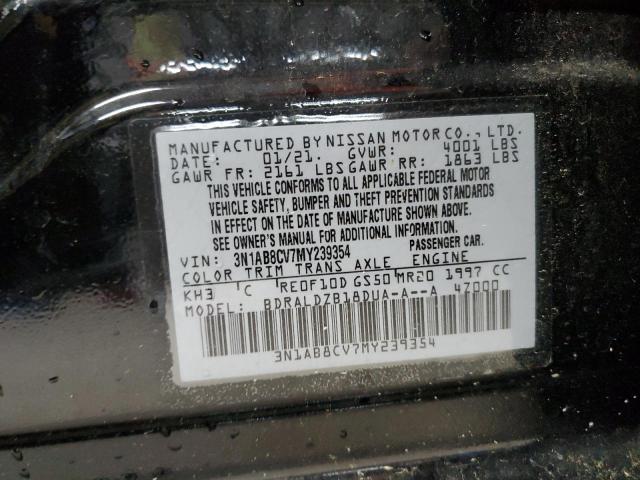 MANUFACTURED BY NISSAN MOTOR CO., LTD.
DATE: 01/21. GVWR: 4001 LBS
GAWR FR: 2161 LBS GAWR RR: 1863 LBS
THIS VEHICLE CONFORMS TO ALL APPLICABLE FEDERAL MOTOR
VEHICLE SAFETY, BUMPER AND THEFT PREVENTION STANDARDS
IN EFFECT ON THE DATE OF MANUFACTURE SHOWN ABOVE.
SEE OWNER'S MANUAL FOR ADDITIONAL INFORMATION.
VIN: 3N1AB8CV7MY239354 PASSENGER CAR.
COLOR TRIM TRANS AXLE ENGINE
KH3 C RE0F10D GS50 MR20 1997 CC
MODEL: BDRALDZB18DUA-A--A 47000
3N1AB8CV7MY239354